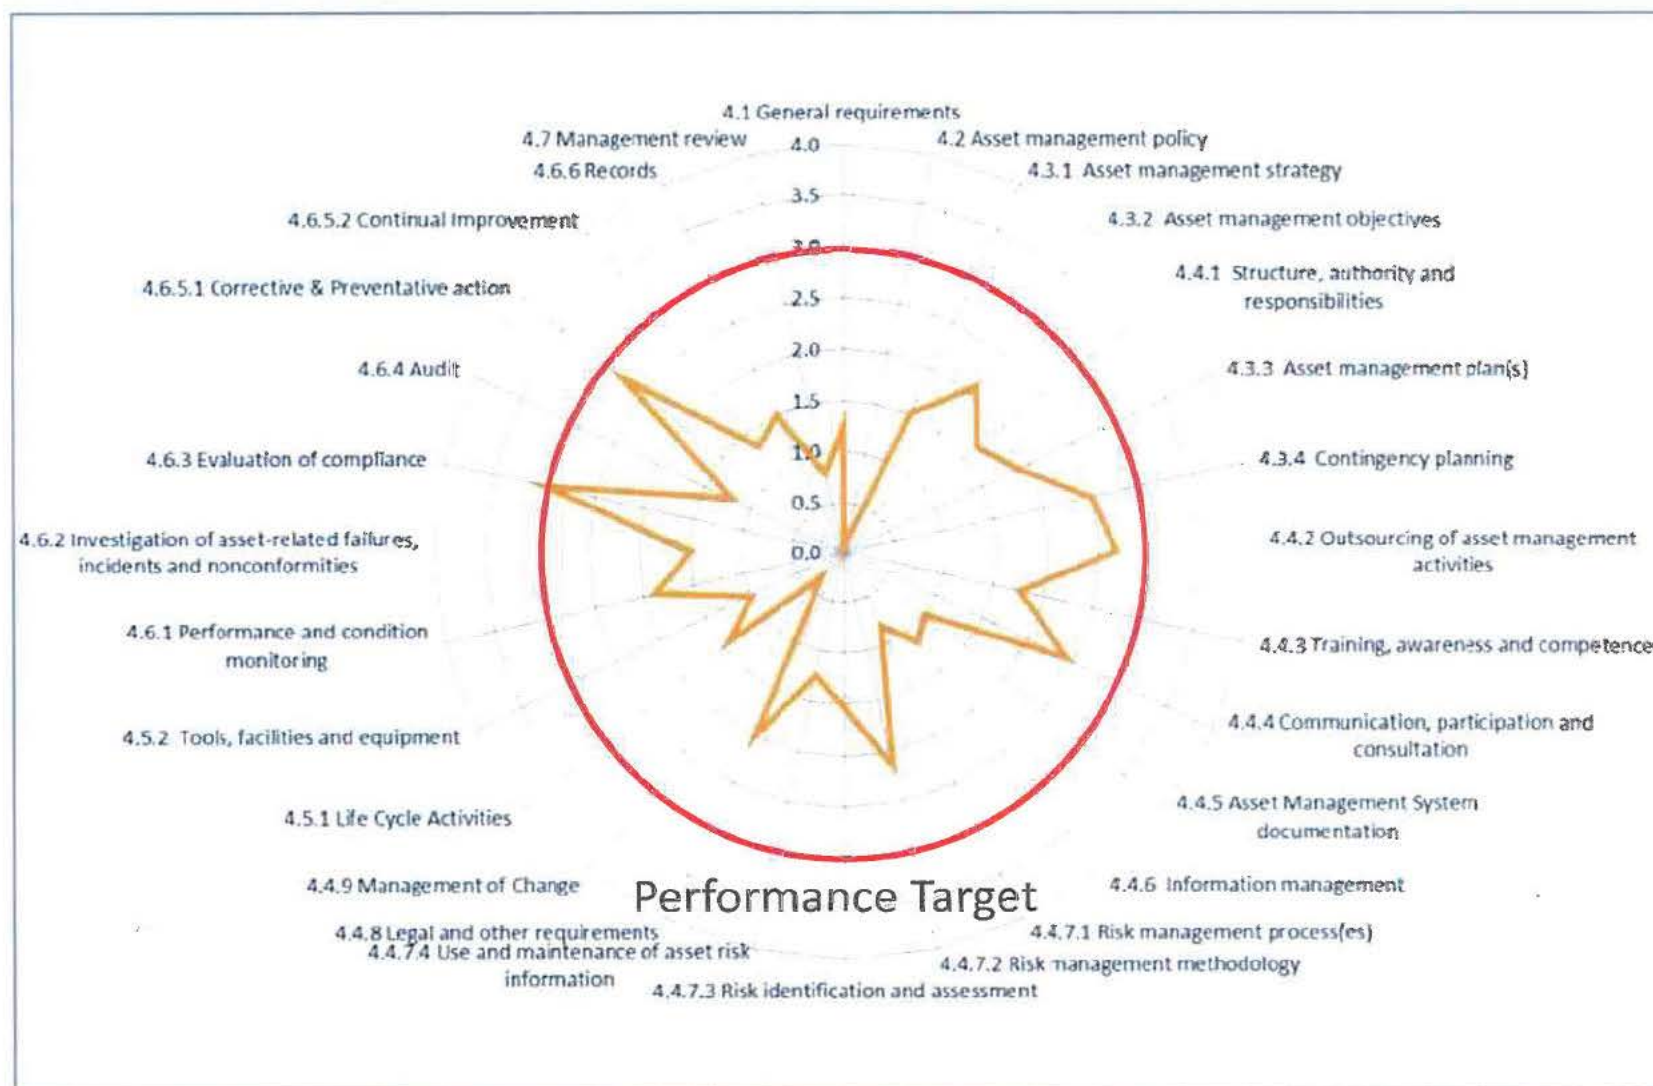 4.1 General requirements
4.7 Management review
4.0
4.2 Asset management policy
4.6.6 Records
4.3.1 Asset management strategy
3.5
4.6.5.2 Continual Improvement
4.3.2 Asset management objectives
3.0
4.4.1 Structure, authority and
responsibilities
4.6.5.1 Corrective & Preventative action
2.5
2.0
4.6.4 Audit
4.3.3 Asset management plan(s)
1.5
1.0
4.6.3 Evaluation of compliance
4.3.4 Contingency planning
0.5
4.6.2 Investigation of asset-related failures,
incidents and nonconformities
0.0
4.4.2 Outsourcing of asset management
activities
4.6.1 Performance and condition
monitoring
4.4.3 Training, awareness and competence
4.5.2 Tools, facilities and equipment
4.4.4 Communication, participation and
consultation
4.5.1 Life Cycle Activities
4.4.5 Asset Management System
documentation
4.4.9 Management of Change
Performance Target
4.4.6 Information management
4.4.8 Legal and other requirements
4.4.7.1 Risk management process(es)
4.4.7.4 Use and maintenance of asset risk
information
4.4.7.2 Risk management methodology
4.4.7.3 Risk identification and assessment